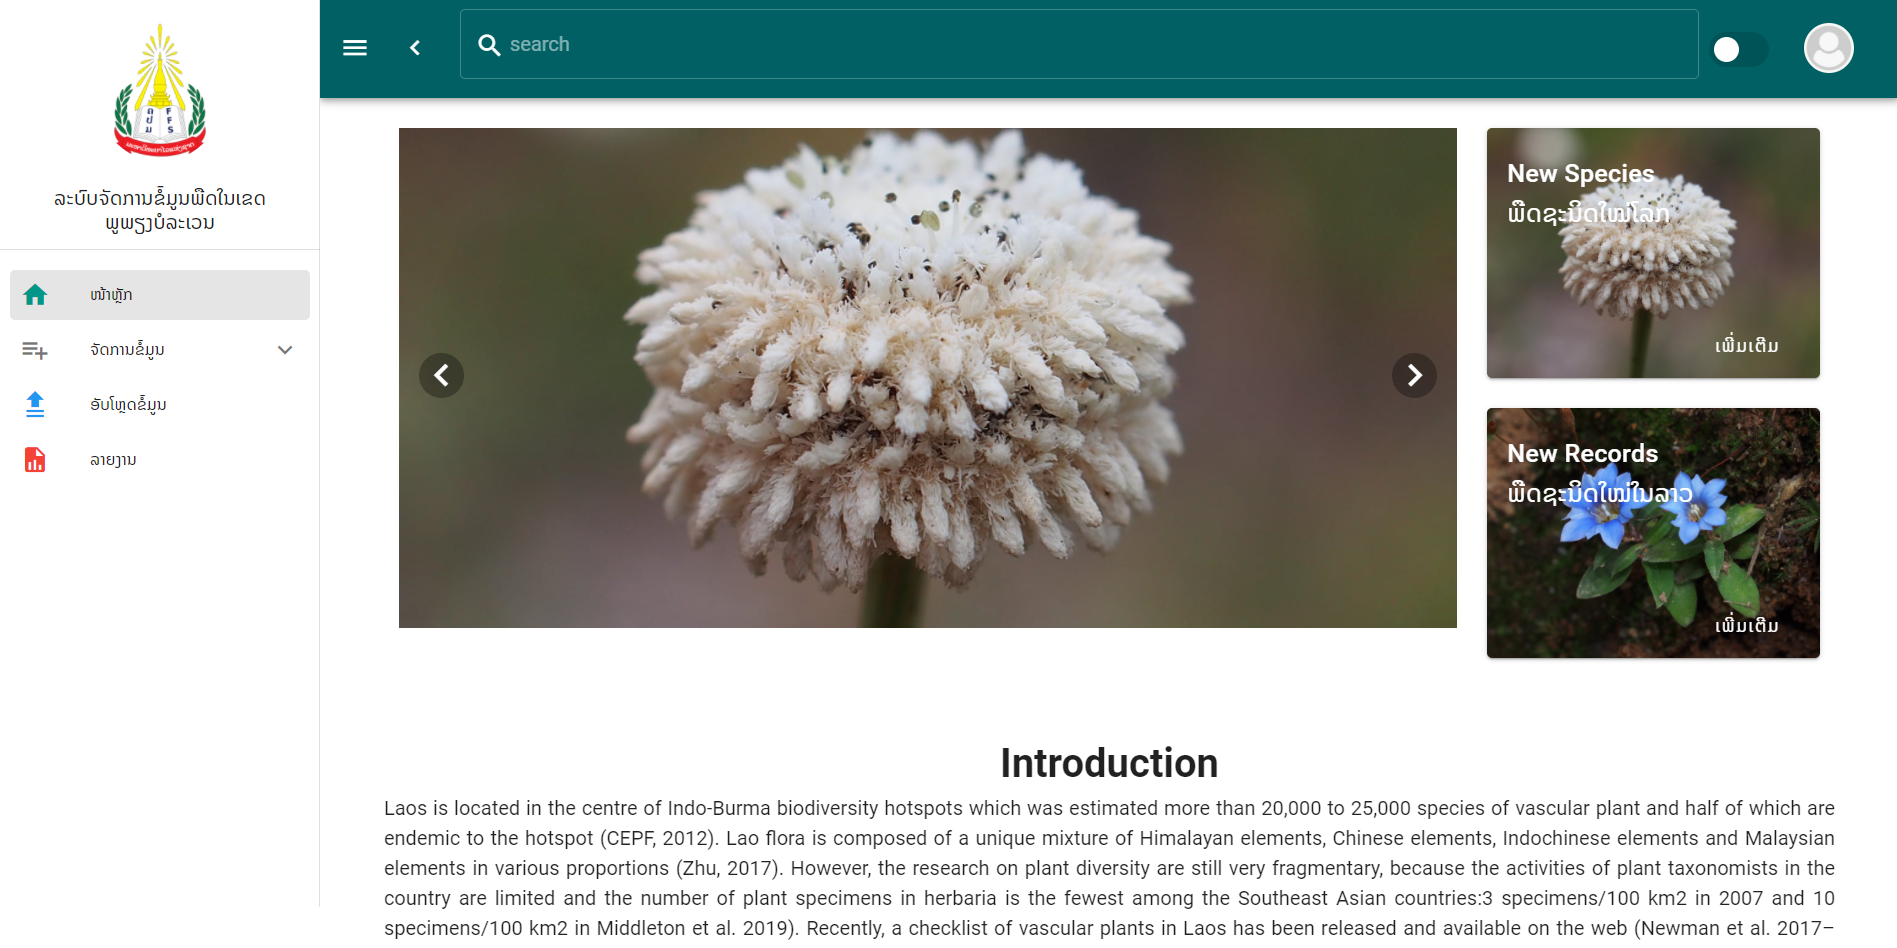 ລະບົບຈັດການຂໍ້ມູນພືດໃນເຂດ
ພູພຽງບໍລະເວນ
ໜ້າຫຼັກ
ຈັດການຂໍ້ມູນ
ອັບໂຫຼດຂໍ້ມູນ
ລາຍງານ
search
New Species
ພືດຊະນິດໃໝ່ໂລກ
ເພີ່ມເຕີມ
New Records
ພືດຊະນິດໃໝ່ໃນລາວ
ເພີ່ມເຕີມ
Introduction
Laos is located in the centre of Indo-Burma biodiversity hotspots which was estimated more than 20,000 to 25,000 species of vascular plant and half of which are
endemic to the hotspot (CEPF, 2012). Lao flora is composed of a unique mixture of Himalayan elements, Chinese elements, Indochinese elements and Malaysian
elements in various proportions (Zhu, 2017). However, the research on plant diversity are still very fragmentary, because the activities of plant taxonomists in the
country are limited and the number of plant specimens in herbaria is the fewest among the Southeast Asian countries:3 specimens/100 km2 in 2007 and 10
specimens/100 km2 in Middleton et al. 2019). Recently, a checklist of vascular plants in Laos has been released and available on the web (Newman et al. 2017–